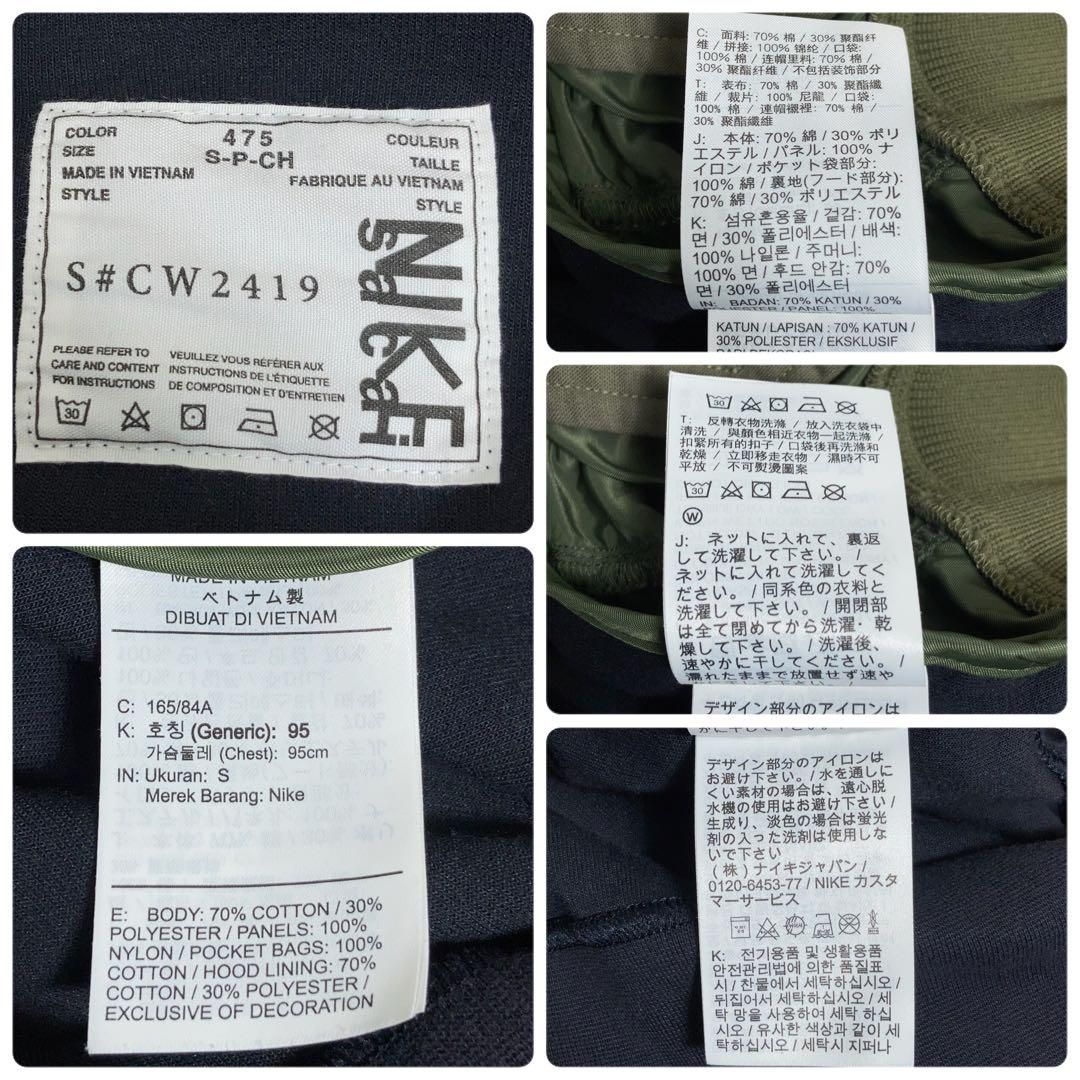 COLOR 475 COULEUR
SIZE S-P-CH TAILLE
MADE IN VIETNAM FABRIQUE AU VIETNAM
STYLE STYLE
S#CW2419
NIKE
sacai
PLEASE REFER TO
CARE AND CONTENT
FOR INSTRUCTIONS
VEUILLEZ VOUS RÉFÉRER AUX
INSTRUCTIONS DE L'ÉTIQUETTE
DE COMPOSITION ET D'ENTRETIEN
30
C: 面料: 70% 棉 / 30% 聚酯纤
维 / 拼接: 100% 锦纶 / 口袋:
100% 棉 / 连帽里料: 70% 棉 /
30% 聚酯纤维 / 不包括装饰部分
T: 表布: 70% 棉 / 30% 聚酯纖
維 / 裁片: 100% 尼龍 / 口袋:
100% 棉 / 連帽襯裡: 70% 棉 /
30% 聚酯纖維
J: 本体: 70% 綿 / 30% ポリ
エステル / パネル: 100% ナ
イロン / ポケット袋部分:
100% 綿 / 裏地(フード部分):
70% 綿 / 30% ポリエステル
K: 섬유혼용율 / 겉감: 70%
면 / 30% 폴리에스터 / 배색:
100% 나일론 / 주머니:
100% 면 / 후드 안감: 70%
면 / 30% 폴리에스터
IN: BADAN: 70% KATUN / 30%
KATUN / LAPISAN : 70% KATUN /
30% POLIESTER / EKSKLUSIF
30
T: 反轉衣物洗滌 / 放入洗衣袋中
清洗 / 與顏色相近衣物一起洗滌 /
扣緊所有的扣子 / 口袋後再洗滌和
乾燥 / 立即移走衣物 / 濕時不可
平放 / 不可熨燙圖案
30
W
J: ネットに入れて、裏返
して洗濯して下さい。 /
ネットに入れて洗濯してく
ださい。 / 同系色の衣料と
洗濯して下さい。 / 開閉部
は全て閉めてから洗濯・乾
燥して下さい。 / 洗濯後、
速やかに干してください。 /
濡れたままで放置せず速や
デザイン部分のアイロンは
MADE IN VIETNAM
ベトナム製
DIBUAT DI VIETNAM
C: 165/84A
K: 호칭 (Generic): 95
가슴둘레 (Chest): 95cm
IN: Ukuran: S
Merek Barang: Nike
E: BODY: 70% COTTON / 30%
POLYESTER / PANELS: 100%
NYLON / POCKET BAGS: 100%
COTTON / HOOD LINING: 70%
COTTON / 30% POLYESTER /
EXCLUSIVE OF DECORATION
デザイン部分のアイロンは
お避け下さい。 / 水を通しに
くい素材の場合は、遠心脱
水機の使用はお避け下さい /
生成り、淡色の場合は蛍光
剤の入った洗剤は使用しな
いで下さい
(株) ナイキジャパン /
0120-6453-77 / NIKE カスタ
マーサービス
K: 전기용품 및 생활용품
안전관리법에 의한 품질표
시 / 찬물에서 세탁하십시오 /
뒤집어서 세탁하십시오 / 세
탁 망을 사용하여 세탁 하십
시오 / 유사한 색상과 같이 세
탁하십시오 / 세탁시 지퍼나